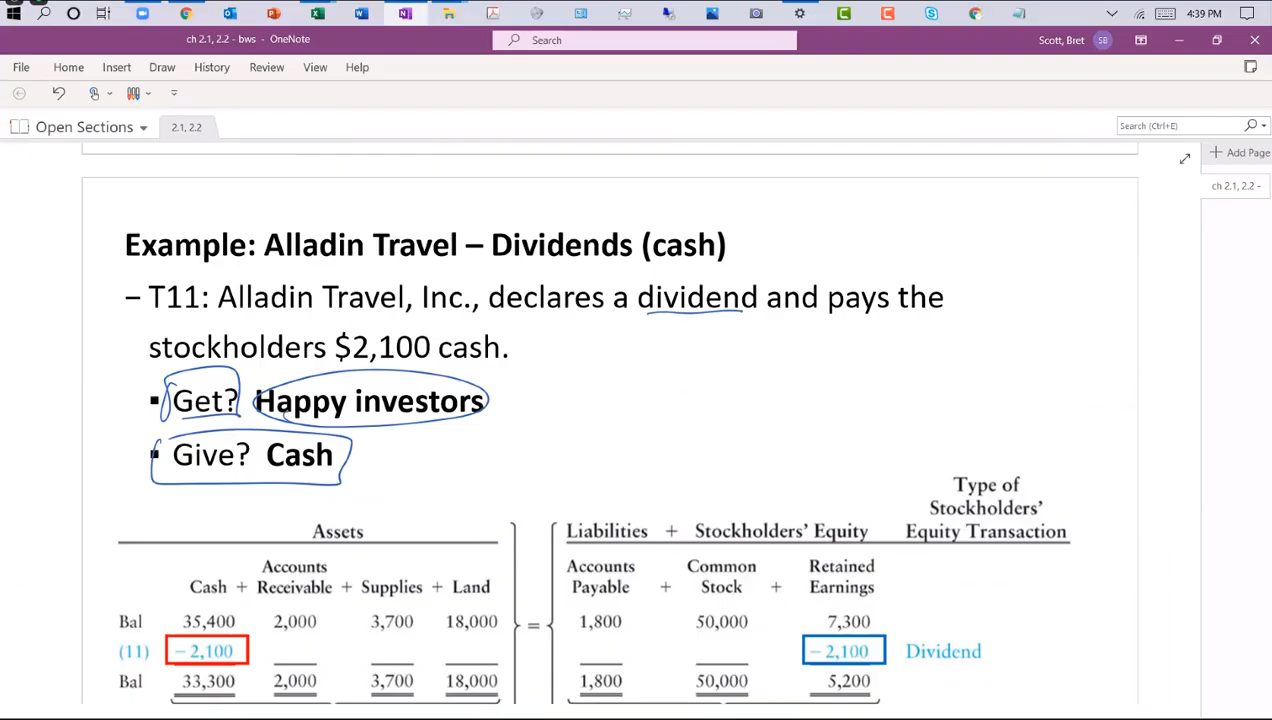 4:39 PM
ch 2.1, 2.2 - bws - OneNote
Search
Scott, Bret
SB
File Home Insert Draw History Review View Help
Open Sections
2.1, 2.2
Search (Ctrl+E)
+ Add Page
ch 2.1, 2.2 -
Example: Alladin Travel – Dividends (cash)
– T11: Alladin Travel, Inc., declares a dividend and pays the
stockholders $2,100 cash.
▪ Get? Happy investors
▪ Give? Cash
Type of
Stockholders’
Assets Liabilities + Stockholders’ Equity Equity Transaction
Accounts Accounts Common Retained
Cash + Receivable + Supplies + Land Payable + Stock + Earnings
Bal 35,400 2,000 3,700 18,000 = 1,800 50,000 7,300
(11) – 2,100 – 2,100 Dividend
Bal 33,300 2,000 3,700 18,000 1,800 50,000 5,200